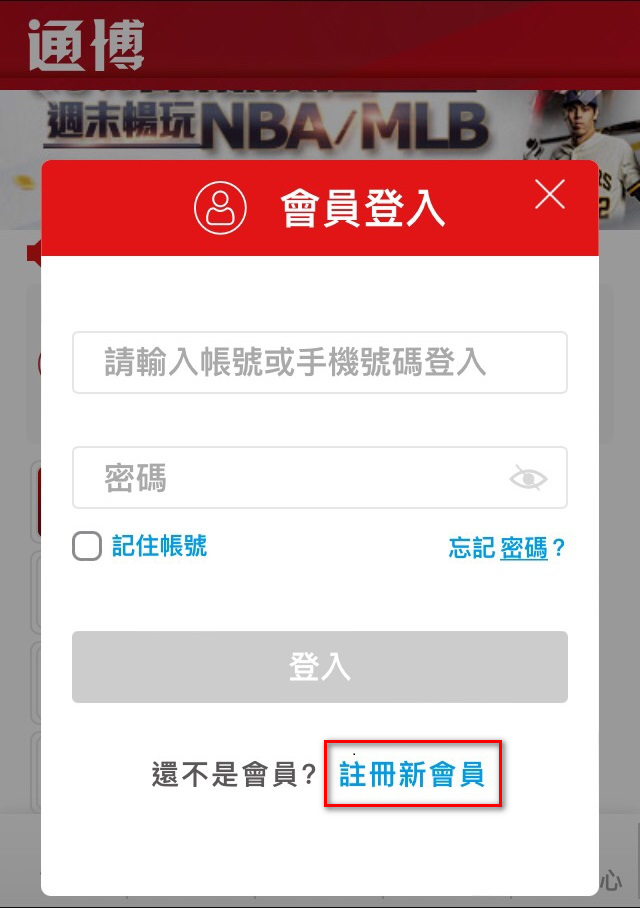 通博
週末暢玩NBA/MLB
會員登入
請輸入帳號或手機號碼登入
密碼
記住帳號
忘記 密碼?
登入
還不是會員? 註冊新會員
心